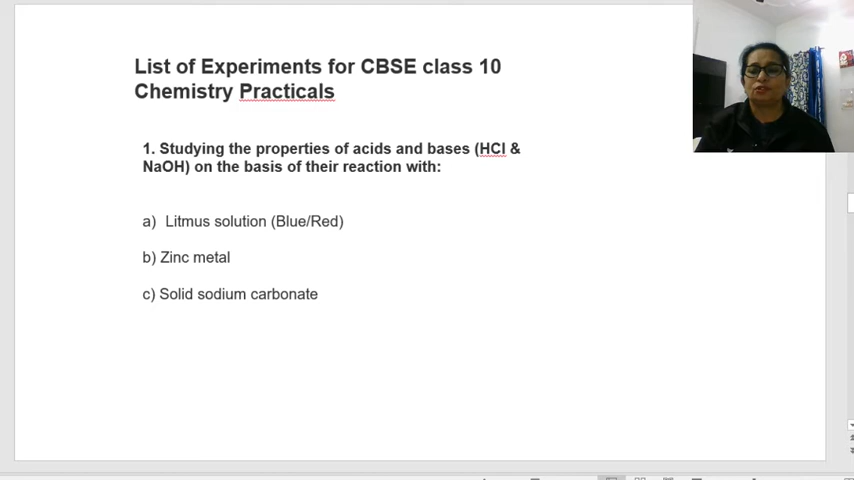 List of Experiments for CBSE class 10
Chemistry Practicals
1. Studying the properties of acids and bases (HCl &
NaOH) on the basis of their reaction with:
a) Litmus solution (Blue/Red)
b) Zinc metal
c) Solid sodium carbonate